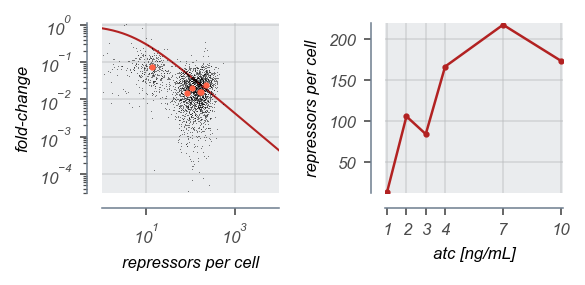 fold-change
10^0
10^−1
10^−2
10^−3
10^−4
10^1
10^3
repressors per cell
repressors per cell
200
150
100
50
1 2 3 4 7 10
atc [ng/mL]